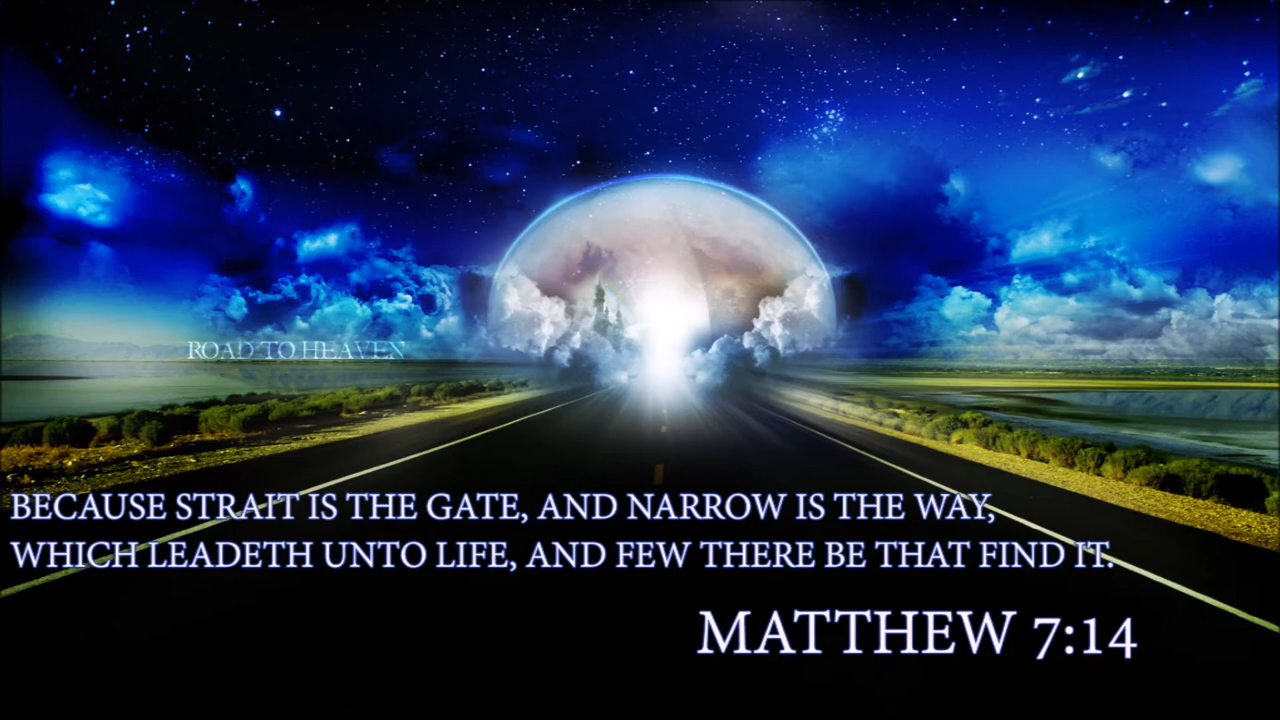 ROAD TO HEAVEN
BECAUSE STRAIT IS THE GATE, AND NARROW IS THE WAY,
WHICH LEADETH UNTO LIFE, AND FEW THERE BE THAT FIND IT.
MATTHEW 7:14